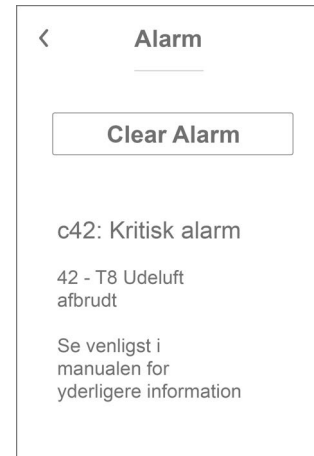 Alarm
Clear Alarm
c42: Kritisk alarm
42 - T8 Udeluft
afbrudt
Se venligst i
manualen for
yderligere information